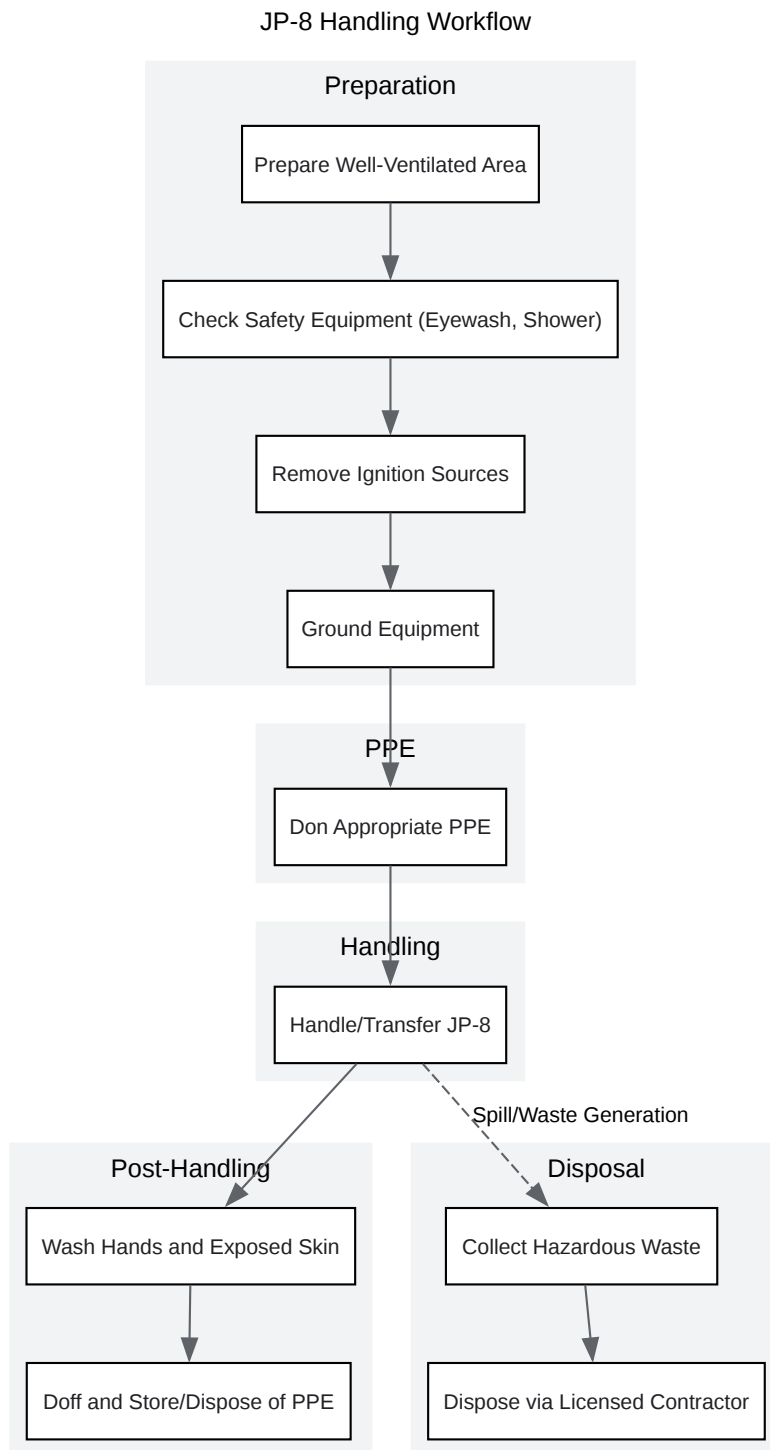 JP-8 Handling Workflow
Preparation
Prepare Well-Ventilated Area
Check Safety Equipment (Eyewash, Shower)
Remove Ignition Sources
Ground Equipment
PPE
Don Appropriate PPE
Handling
Handle/Transfer JP-8
Spill/Waste Generation
Post-Handling
Wash Hands and Exposed Skin
Doff and Store/Dispose of PPE
Disposal
Collect Hazardous Waste
Dispose via Licensed Contractor